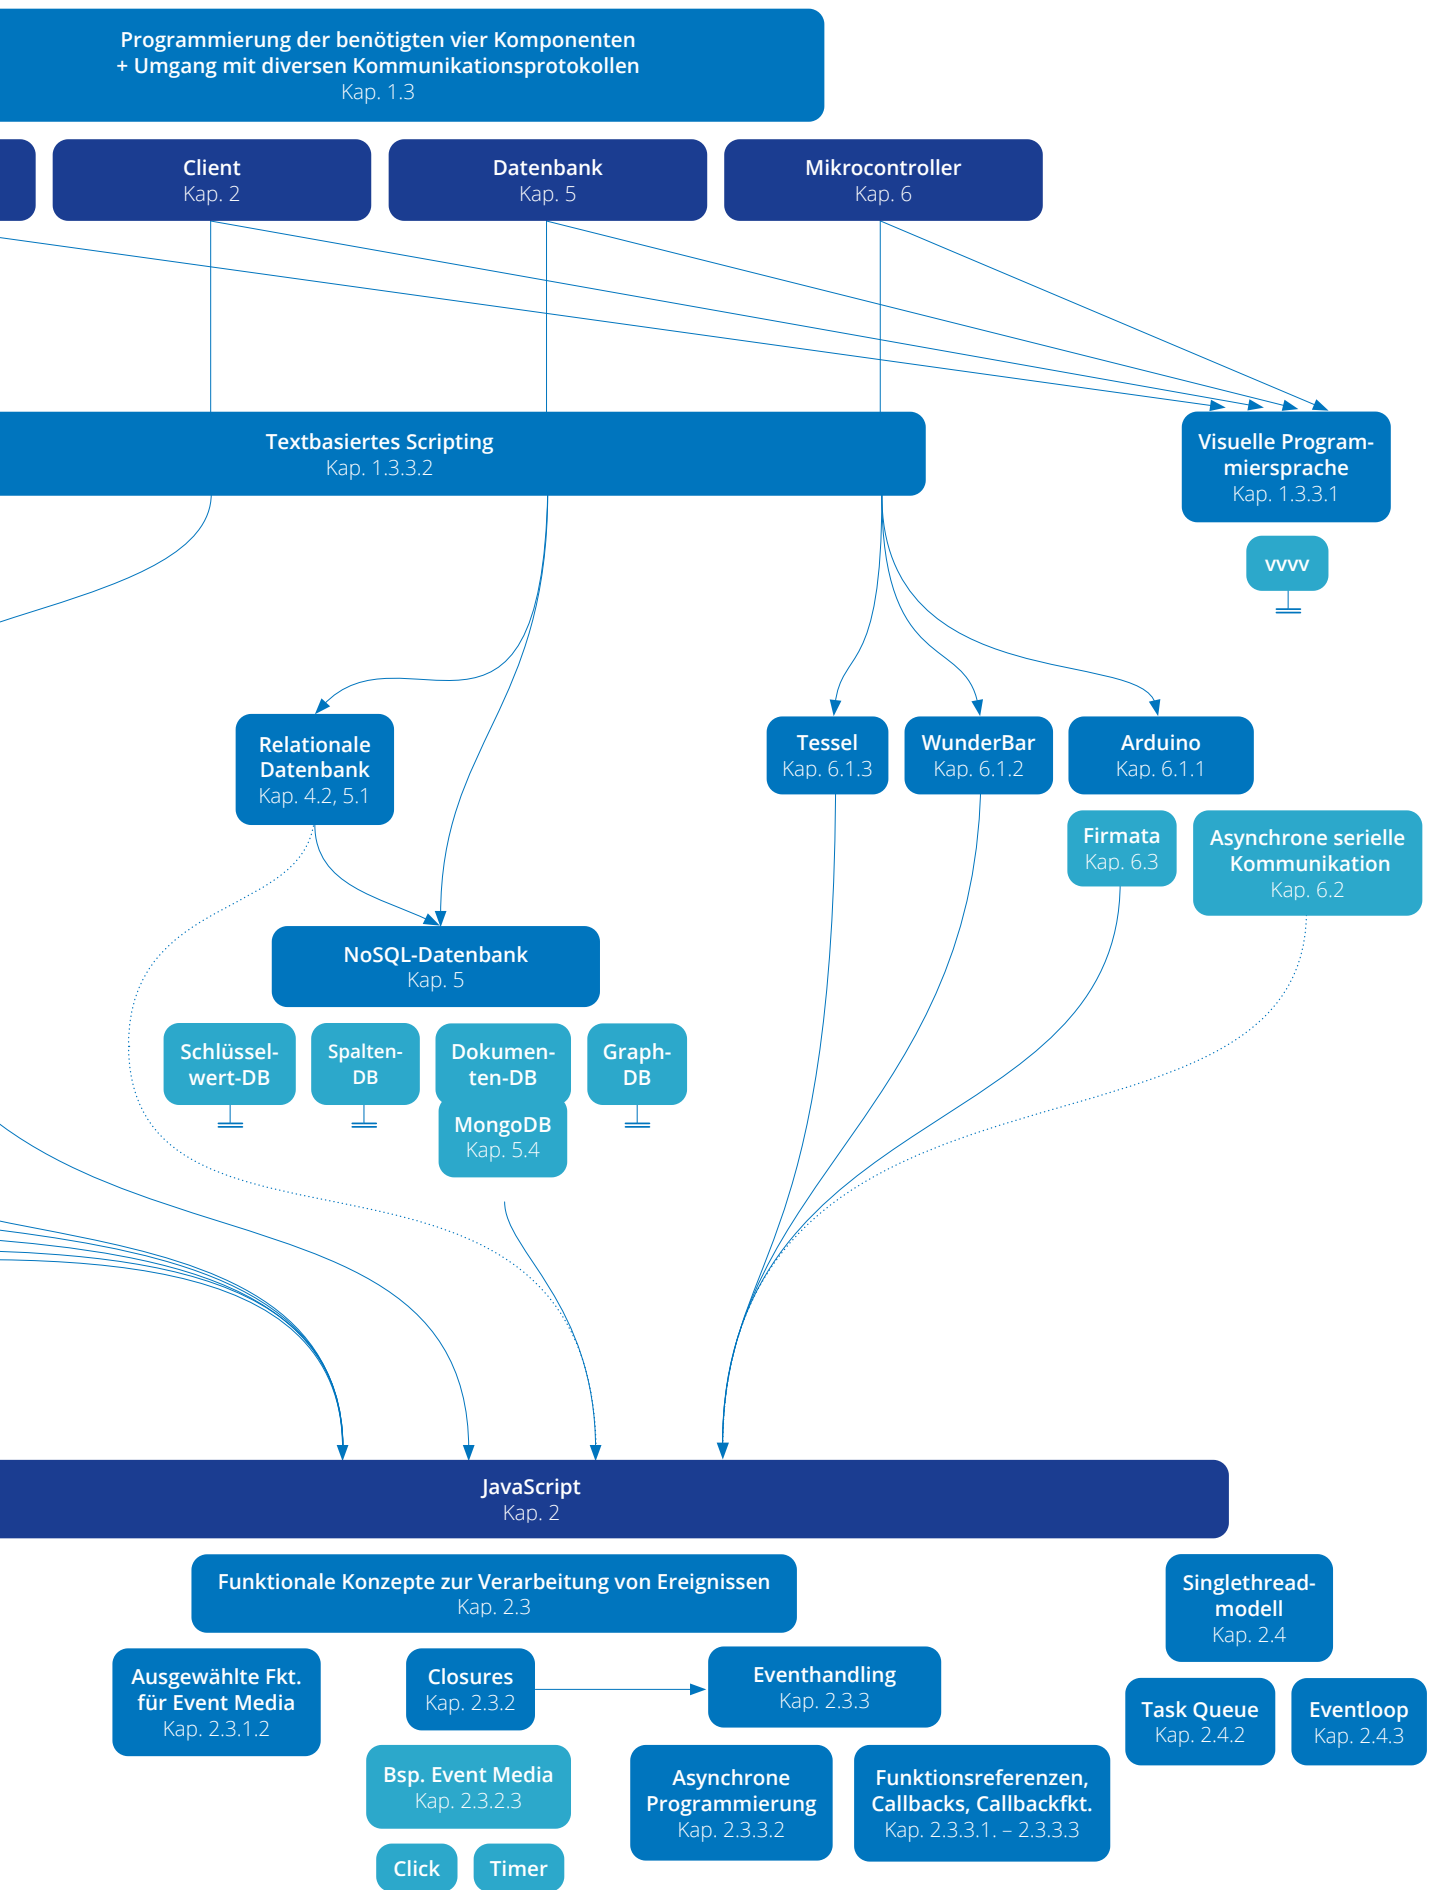 Programmierung der benötigten vier Komponenten
+ Umgang mit diversen Kommunikationsprotokollen
Kap. 1.3
Client
Kap. 2
Datenbank
Kap. 5
Mikrocontroller
Kap. 6
Textbasiertes Scripting
Kap. 1.3.3.2
Visuelle Program-
miersprache
Kap. 1.3.3.1
vvvv
Relationale
Datenbank
Kap. 4.2, 5.1
Tessel
Kap. 6.1.3
WunderBar
Kap. 6.1.2
Arduino
Kap. 6.1.1
Firmata
Kap. 6.3
Asynchrone serielle
Kommunikation
Kap. 6.2
NoSQL-Datenbank
Kap. 5
Schlüssel-
wert-DB
Spalten-
DB
Dokumen-
ten-DB
Graph-
DB
MongoDB
Kap. 5.4
JavaScript
Kap. 2
Funktionale Konzepte zur Verarbeitung von Ereignissen
Kap. 2.3
Singlethread-
modell
Kap. 2.4
Ausgewählte Fkt.
für Event Media
Kap. 2.3.1.2
Closures
Kap. 2.3.2
Eventhandling
Kap. 2.3.3
Task Queue
Kap. 2.4.2
Eventloop
Kap. 2.4.3
Bsp. Event Media
Kap. 2.3.2.3
Asynchrone
Programmierung
Kap. 2.3.3.2
Funktionsreferenzen,
Callbacks, Callbackfkt.
Kap. 2.3.3.1. – 2.3.3.3
Click
Timer